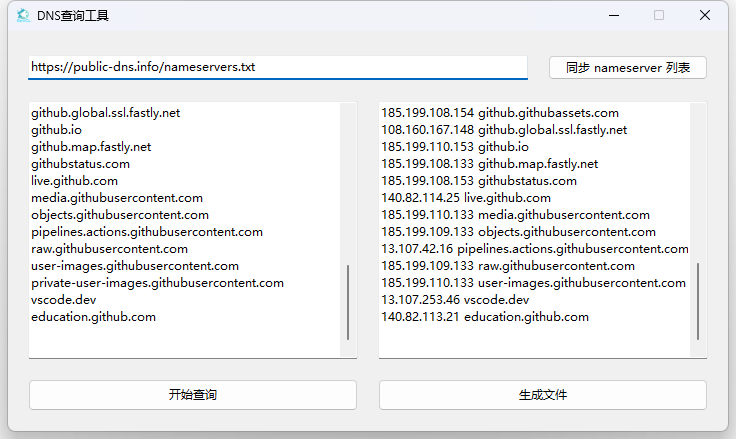 DNS查询工具
https://public-dns.info/nameservers.txt
同步 nameserver 列表
github.global.ssl.fastly.net
github.io
github.map.fastly.net
githubstatus.com
live.github.com
media.githubusercontent.com
objects.githubusercontent.com
pipelines.actions.githubusercontent.com
raw.githubusercontent.com
user-images.githubusercontent.com
private-user-images.githubusercontent.com
vscode.dev
education.github.com
185.199.108.154 github.githubassets.com
108.160.167.148 github.global.ssl.fastly.net
185.199.110.153 github.io
185.199.108.133 github.map.fastly.net
185.199.108.153 githubstatus.com
140.82.114.25 live.github.com
185.199.110.133 media.githubusercontent.com
185.199.109.133 objects.githubusercontent.com
13.107.42.16 pipelines.actions.githubusercontent.com
185.199.109.133 raw.githubusercontent.com
185.199.110.133 user-images.githubusercontent.com
13.107.253.46 vscode.dev
140.82.113.21 education.github.com
开始查询
生成文件